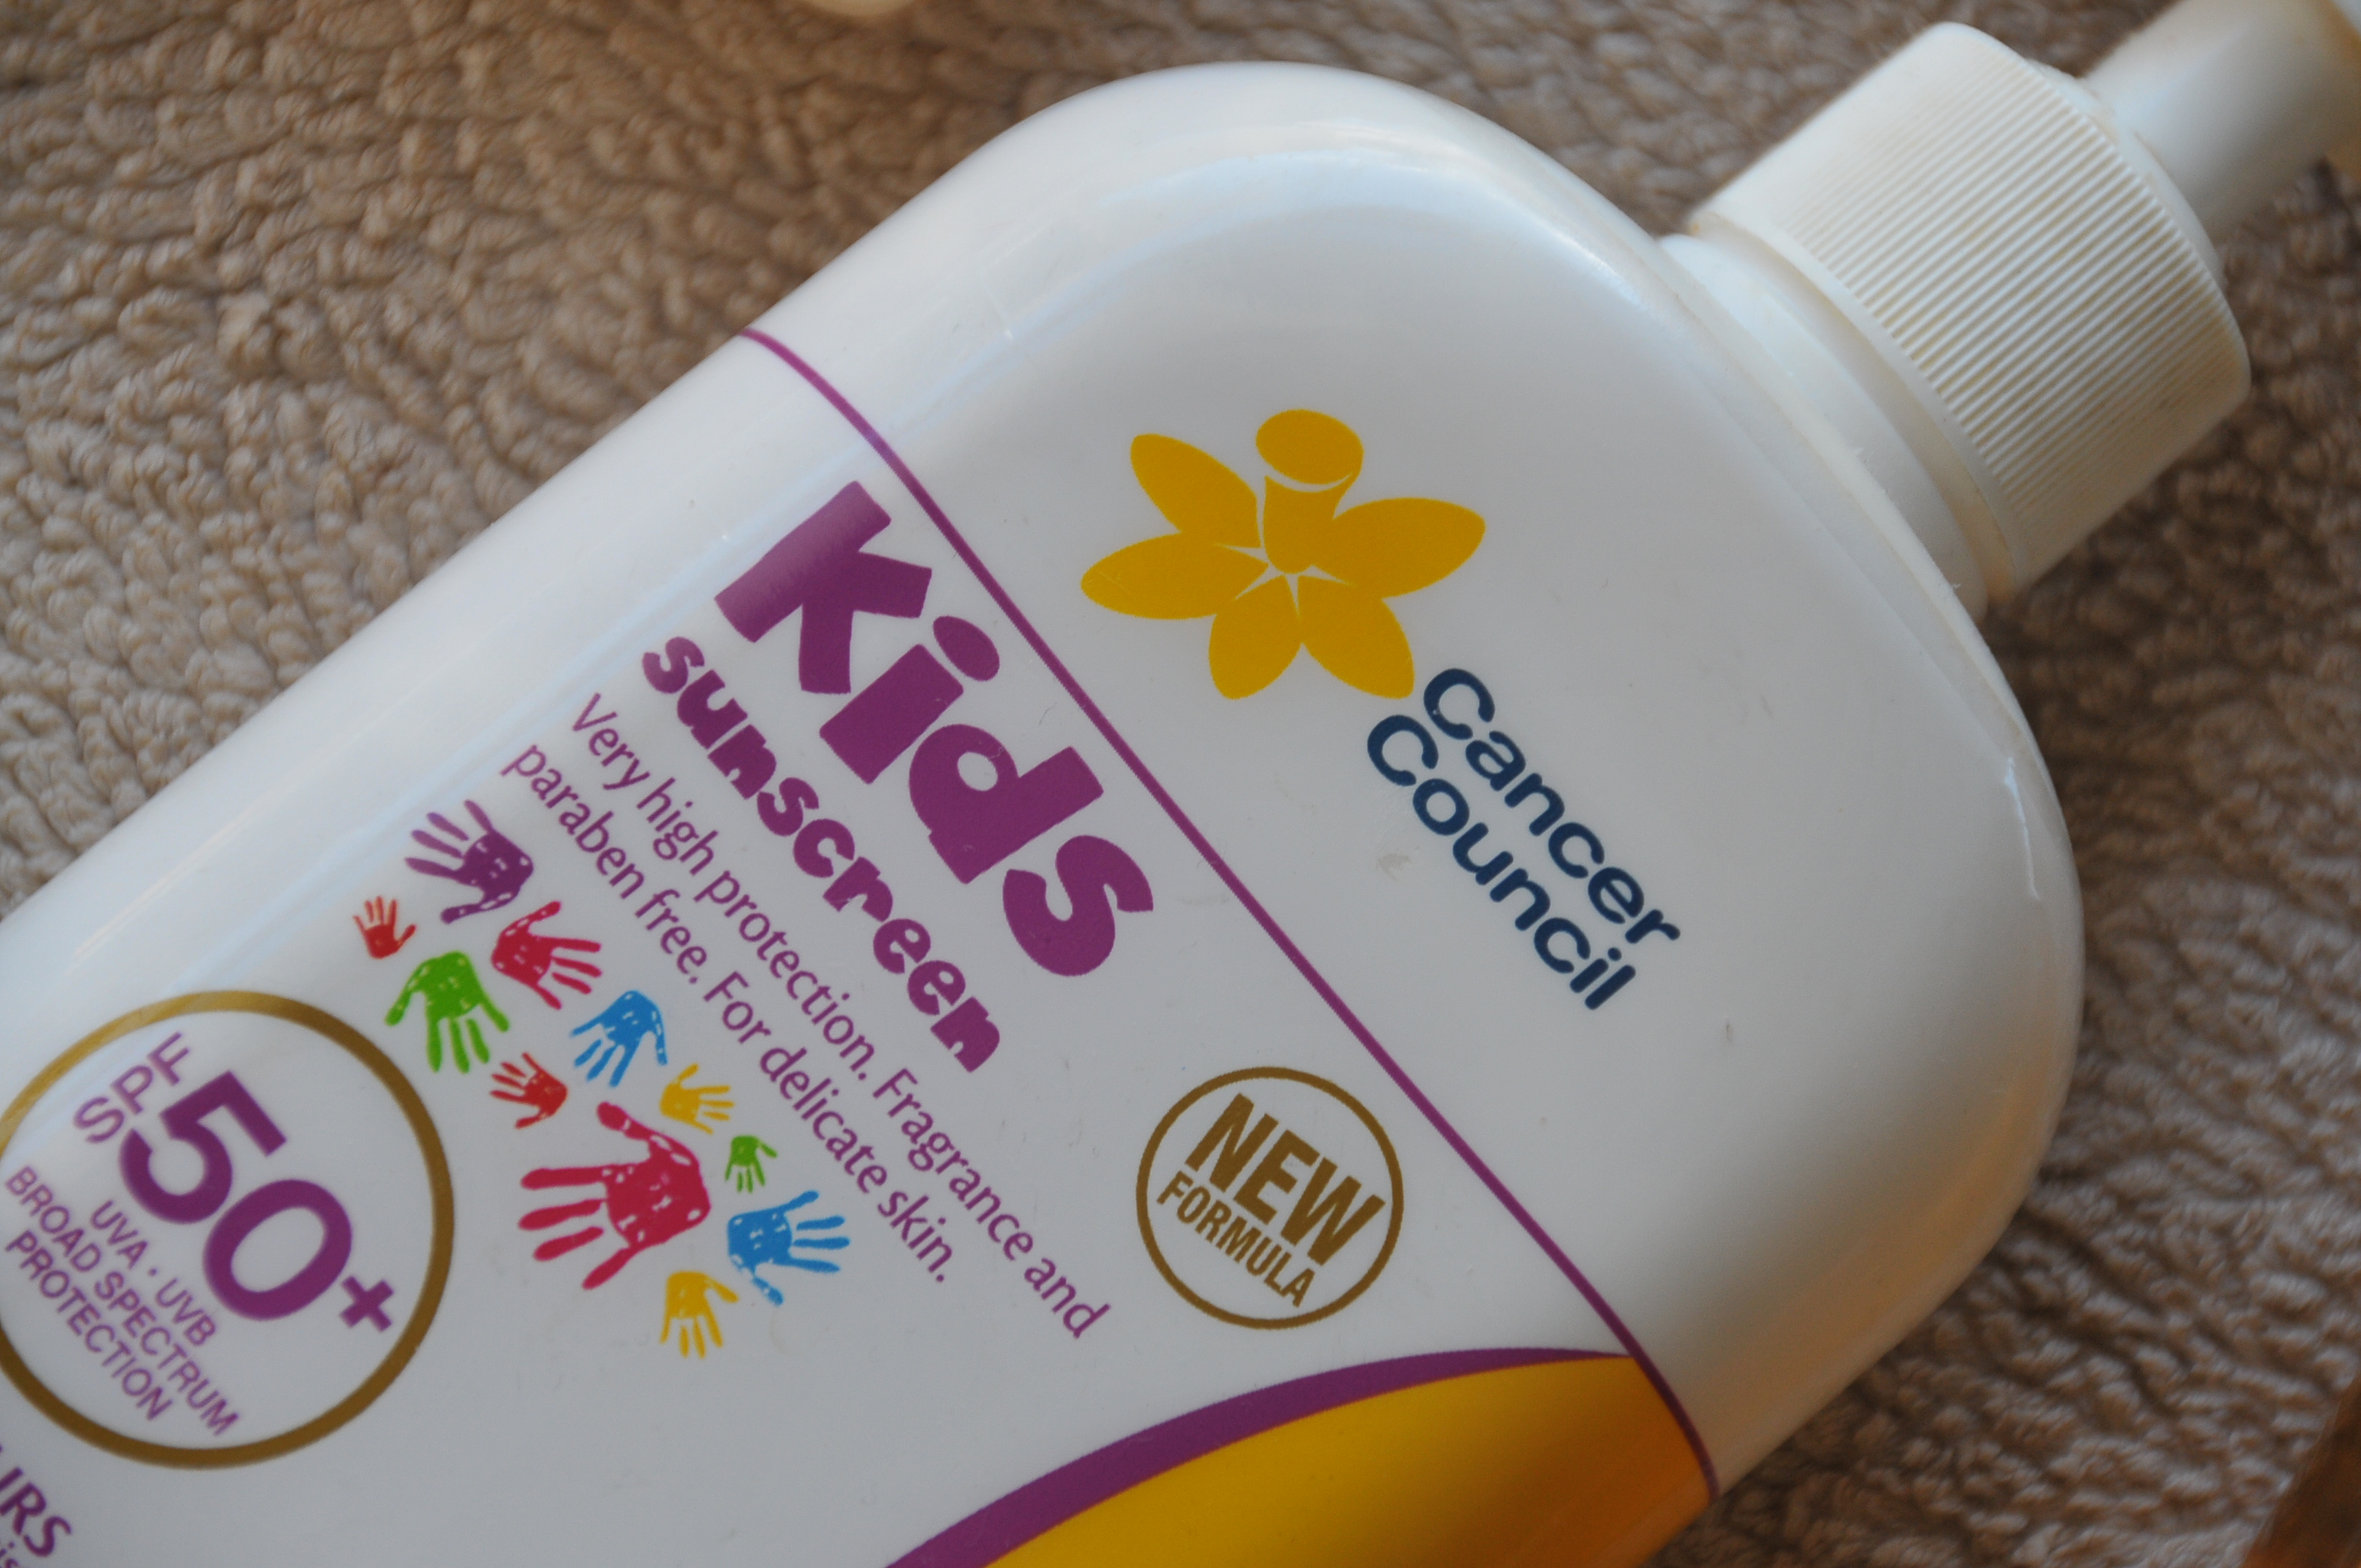 Cancer
Council
Kids
sunscreen
Very high protection. Fragrance and
paraben free. For delicate skin.
NEW
FORMULA
SPF
50+
UVA · UVB
BROAD SPECTRUM
PROTECTION